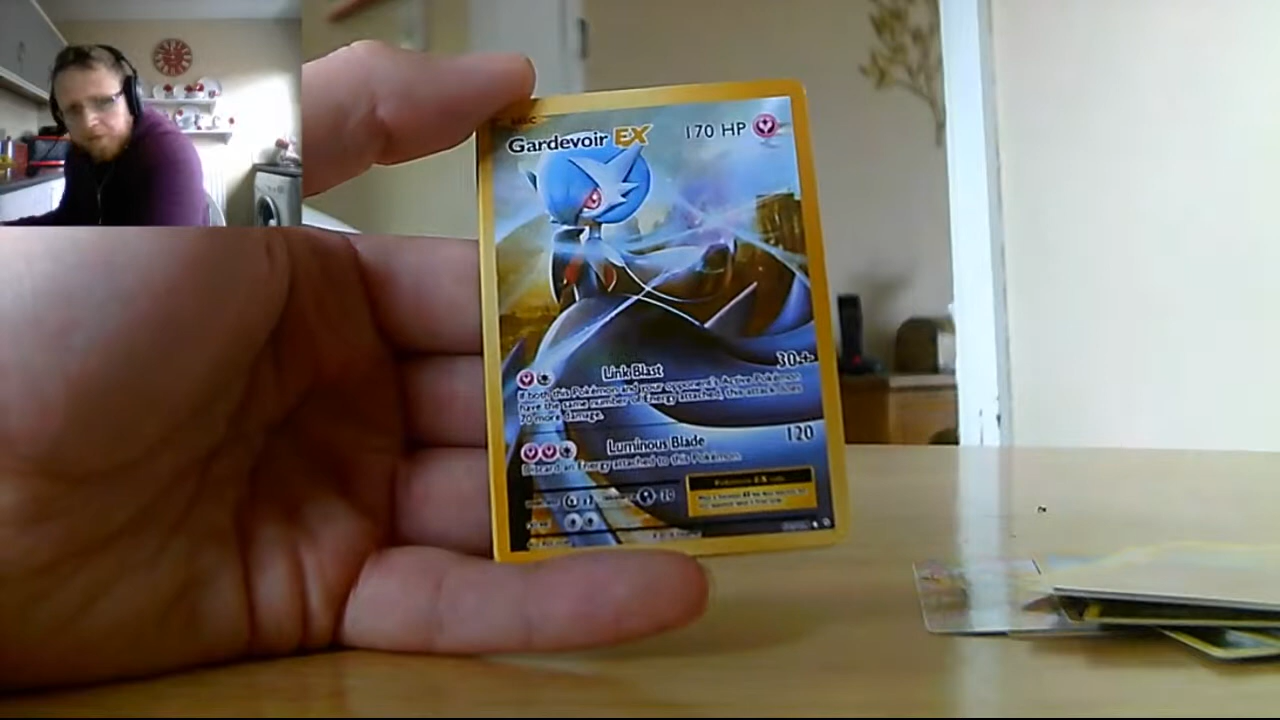 Gardevoir EX 170 HP
Link Blast 30+
If both this Pokémon and your opponent's Active Pokémon
have the same number of Energy attached, this attack does
70 more damage.
Luminous Blade 120
Discard an Energy attached to this Pokémon.